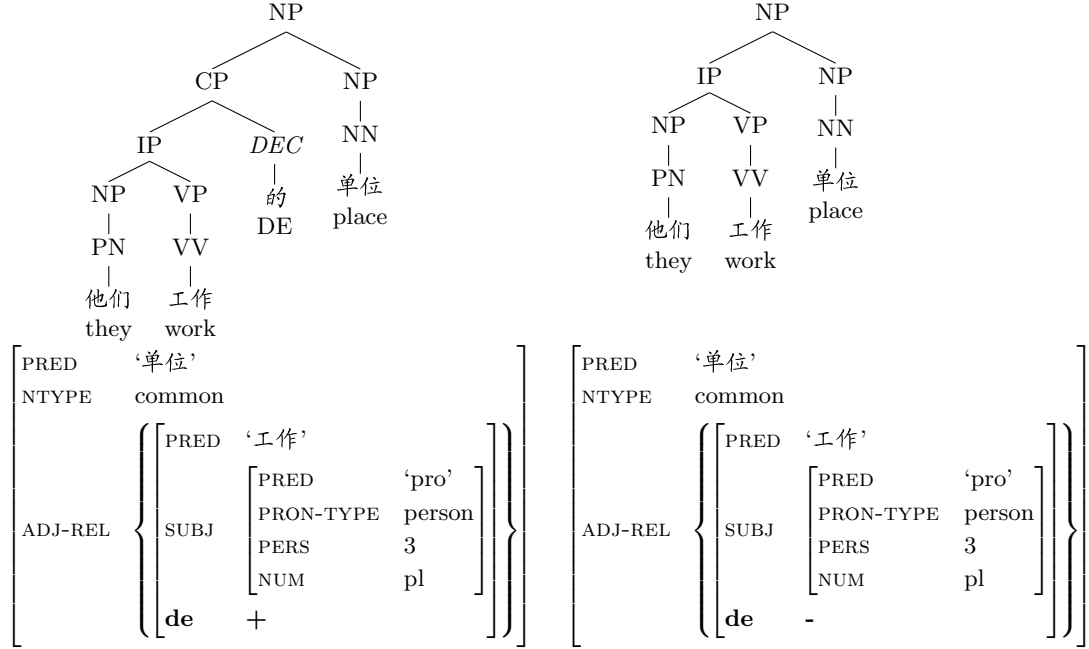 NP
CP NP
IP DEC NN
NP VP 的 单位
DE place
PN VV
他们 工作
they work
NP
IP NP
NP VP NN
PN VV 单位
place
他们 工作
they work
PRED ‘单位’
NTYPE common
PRED ‘工作’
PRED ‘pro’
PRON-TYPE person
ADJ-REL SUBJ
PERS 3
NUM pl
de +
PRED ‘单位’
NTYPE common
PRED ‘工作’
PRED ‘pro’
PRON-TYPE person
ADJ-REL SUBJ
PERS 3
NUM pl
de -